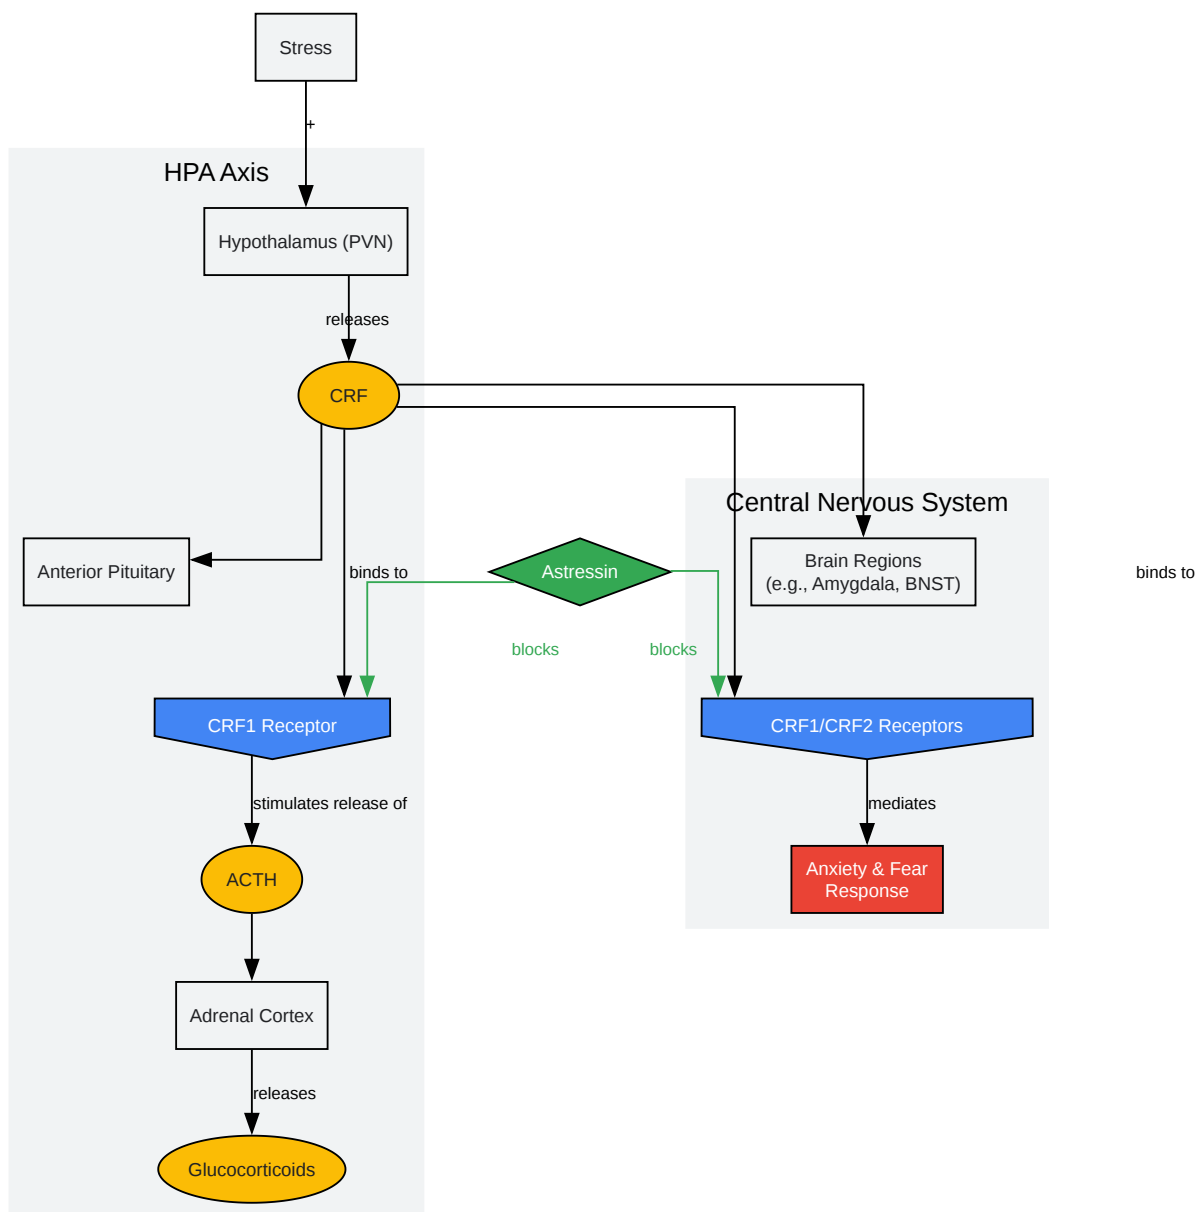 Stress
+
HPA Axis
Hypothalamus (PVN)
releases
CRF
Central Nervous System
Anterior Pituitary
binds to
Astressin
Brain Regions
(e.g., Amygdala, BNST)
binds to
blocks
blocks
CRF1 Receptor
CRF1/CRF2 Receptors
stimulates release of
mediates
ACTH
Anxiety & Fear
Response
Adrenal Cortex
releases
Glucocorticoids